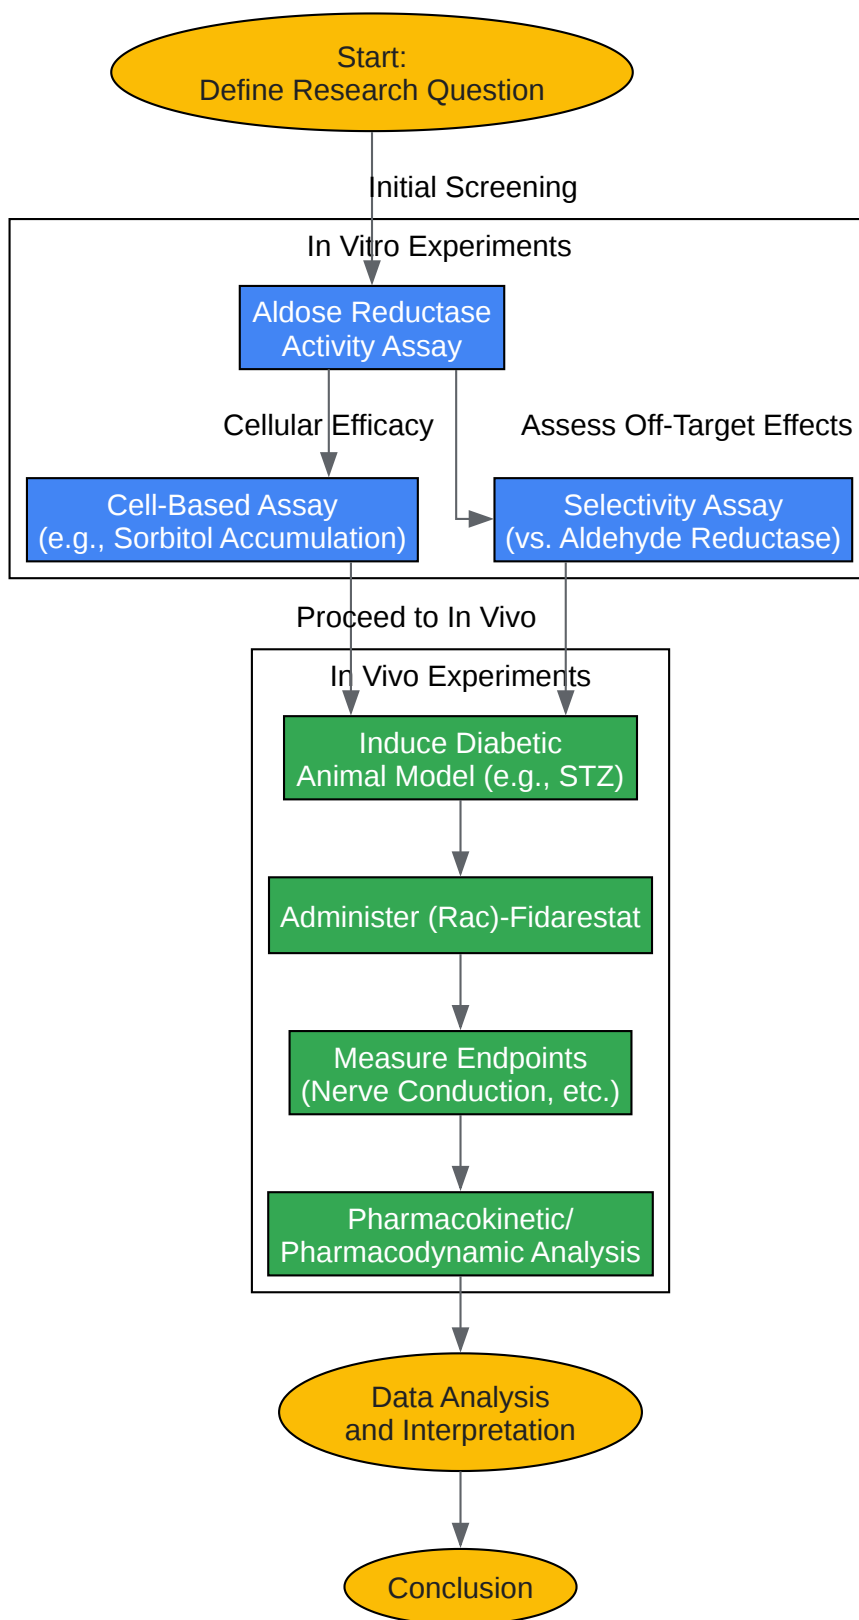 Start:
Define Research Question
Initial Screening
In Vitro Experiments
Aldose Reductase
Activity Assay
Cellular Efficacy
Assess Off-Target Effects
Cell-Based Assay
(e.g., Sorbitol Accumulation)
Selectivity Assay
(vs. Aldehyde Reductase)
Proceed to In Vivo
In Vivo Experiments
Induce Diabetic
Animal Model (e.g., STZ)
Administer (Rac)-Fidarestat
Measure Endpoints
(Nerve Conduction, etc.)
Pharmacokinetic/
Pharmacodynamic Analysis
Data Analysis
and Interpretation
Conclusion